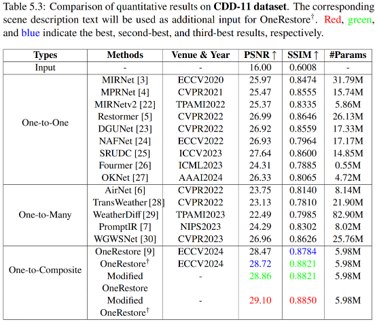 Table 5.3: Comparison of quantitative results on CDD-11 dataset. The corresponding
scene description text will be used as additional input for OneRestore†. Red, green,
and blue indicate the best, second-best, and third-best results, respectively.
Types Methods Venue & Year PSNR ↑ SSIM ↑ #Params
Input - - 16.00 0.6008 -
One-to-One
MIRNet [3] ECCV2020 25.97 0.8474 31.79M
MPRNet [4] CVPR2021 25.47 0.8555 15.74M
MIRNetv2 [22] TPAMI2022 25.37 0.8335 5.86M
Restormer [5] CVPR2022 26.99 0.8646 26.13M
DGUNet [23] CVPR2022 26.92 0.8559 17.33M
NAFNet [24] ECCV2022 26.93 0.7964 17.17M
SRUDC [25] ICCV2023 27.64 0.8600 14.85M
Fourmer [26] ICML2023 24.31 0.7885 0.55M
OKNet [27] AAAI2024 26.33 0.8065 4.72M
One-to-Many
AirNet [6] CVPR2022 23.75 0.8140 8.14M
TransWeather[28] CVPR2022 23.13 0.7810 21.90M
WeatherDiff [29] TPAMI2023 22.49 0.7985 82.90M
PromptIR [7] NIPS2023 24.29 0.8302 8.02M
WGWSNet [30] CVPR2023 26.96 0.8626 25.76M
One-to-Composite
OneRestore [9] ECCV2024 28.47 0.8784 5.98M
OneRestore† ECCV2024 28.72 0.8821 5.98M
Modified - 28.86 0.8821 5.98M
OneRestore
Modified - 29.10 0.8850 5.98M
OneRestore†